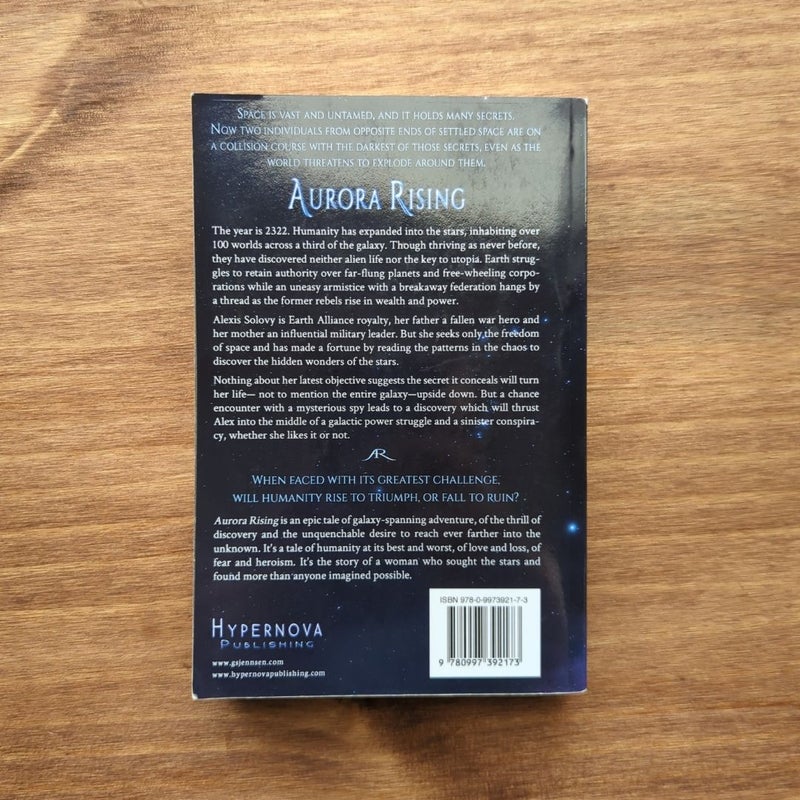 Space is vast and untamed, and it holds many secrets.
Now two individuals from opposite ends of settled space are on
a collision course with the darkest of those secrets, even as the
world threatens to explode around them.
Aurora Rising
The year is 2322. Humanity has expanded into the stars, inhabiting over
100 worlds across a third of the galaxy. Though thriving as never before,
they have discovered neither alien life nor the key to utopia. Earth strug-
gles to retain authority over far-flung planets and free-wheeling corpo-
rations while an uneasy armistice with a breakaway federation hangs by
a thread as the former rebels rise in wealth and power.
Alexis Solovy is Earth Alliance royalty, her father a fallen war hero and
her mother an influential military leader. But she seeks only the freedom
of space and has made a fortune by reading the patterns in the chaos to
discover the hidden wonders of the stars.
Nothing about her latest objective suggests the secret it conceals will turn
her life— not to mention the entire galaxy—upside down. But a chance
encounter with a mysterious spy leads to a discovery which will thrust
Alex into the middle of a galactic power struggle and a sinister conspira-
cy, whether she likes it or not.
AR
When faced with its greatest challenge,
will humanity rise to triumph, or fall to ruin?
Aurora Rising is an epic tale of galaxy-spanning adventure, of the thrill of
discovery and the unquenchable desire to reach ever farther into the
unknown. It's a tale of humanity at its best and worst, of love and loss, of
fear and heroism. It's the story of a woman who sought the stars and
found more than anyone imagined possible.
ISBN 978-0-9973921-7-3
9 780997 392173
Hypernova
Publishing
www.gsjennsen.com
www.hypernovapublishing.com